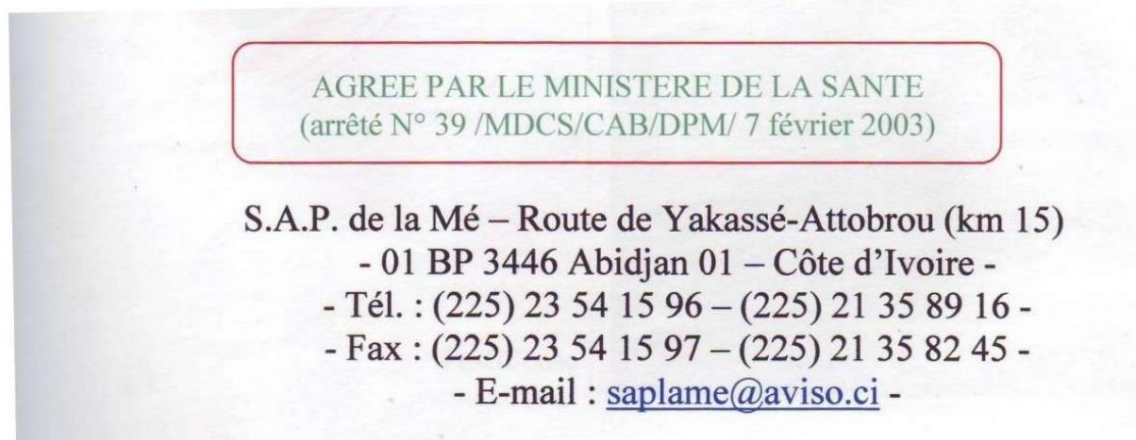 AGREE PAR LE MINISTERE DE LA SANTE
(arrêté N° 39 /MDCS/CAB/DPM/ 7 février 2003)
S.A.P. de la Mé – Route de Yakassé-Attobrou (km 15)
- 01 BP 3446 Abidjan 01 – Côte d’Ivoire -
- Tél. : (225) 23 54 15 96 – (225) 21 35 89 16 -
- Fax : (225) 23 54 15 97 – (225) 21 35 82 45 -
- E-mail : saplame@aviso.ci -